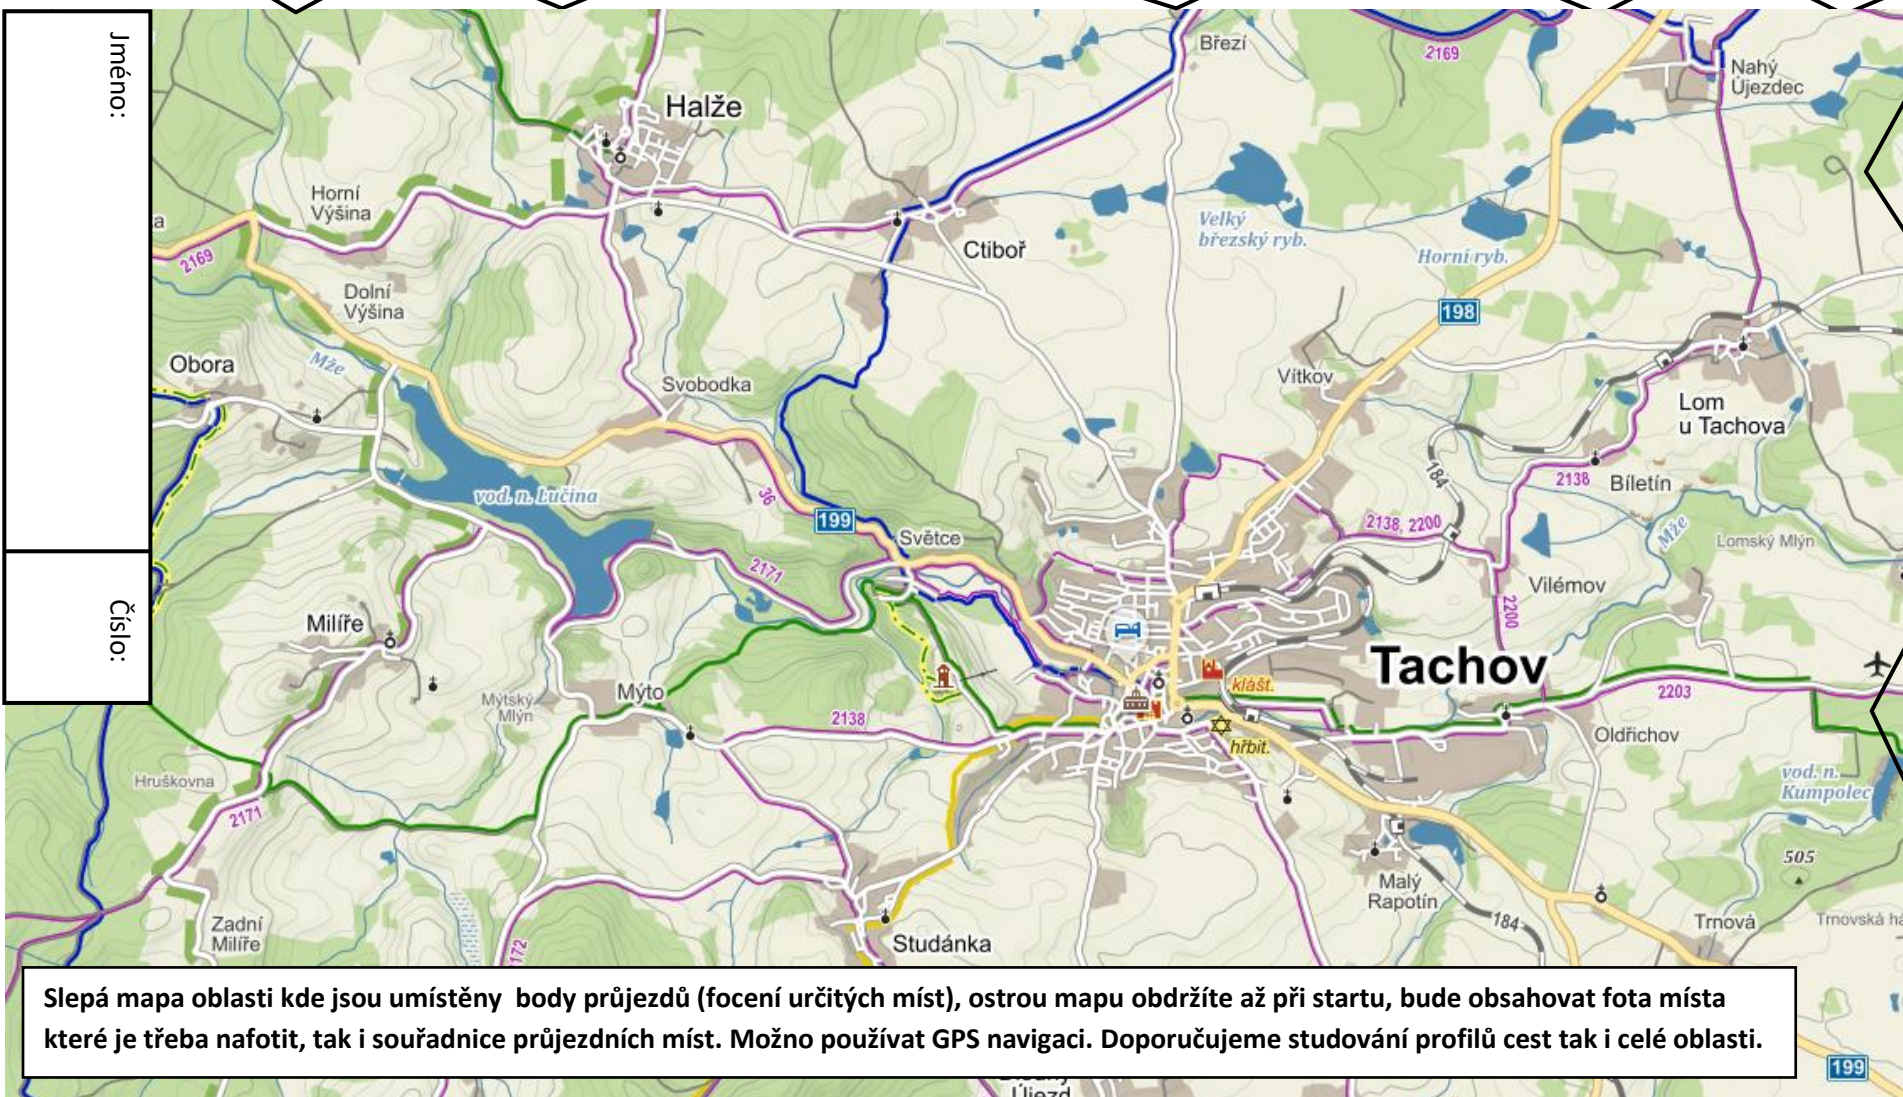 Jméno:
Číslo:
Březí
2169
Nahý
Újezdec
Halže
Horní
Výšina
a
2169
Ctiboř
Velký
březský ryb.
Horní ryb.
Dolní
Výšina
198
Obora
Mže
Svobodka
Vítkov
Lom
u Tachova
184
2138
Bíletín
vod. n. Lučina
36
199
Světce
2138, 2200
Mže
Lomský Mlýn
2171
Vilémov
2200
Milíře
Tachov
klášt.
2203
Mýto
Mýtský
Mlýn
2138
hřbit.
Oldřichov
Hruškovna
vod. n.
Kumpolec
2171
505
Malý
Rapotín
184
Trnová
Trnovská há
Zadní
Milíře
Studánka
172
Slepá mapa oblasti kde jsou umístěny body průjezdů (focení určitých míst), ostrou mapu obdržíte až při startu, bude obsahovat fota místa
které je třeba nafotit, tak i souřadnice průjezdních míst. Možno používat GPS navigaci. Doporučujeme studování profilů cest tak i celé oblasti.
199
Újezd